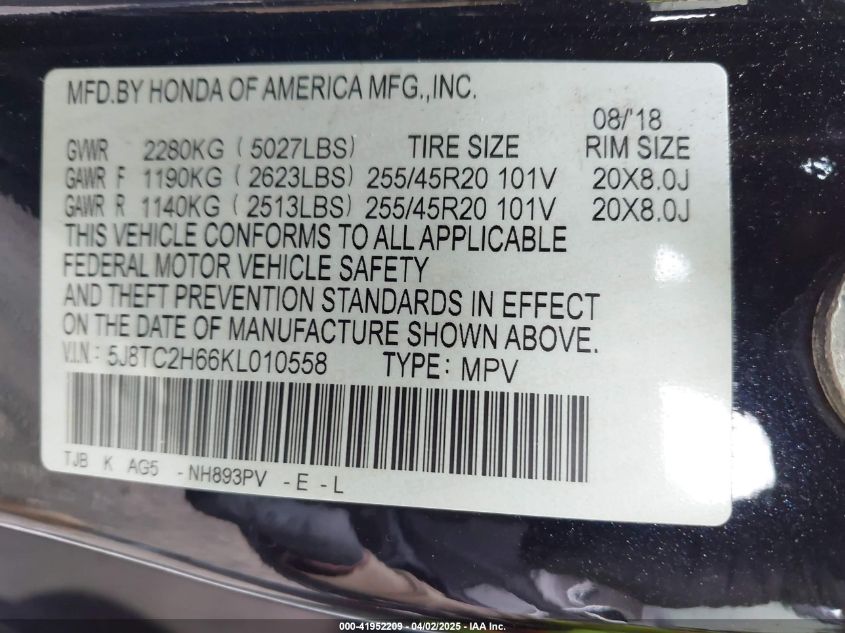 MFD.BY HONDA OF AMERICA MFG.,INC.
08/'18
GVWR 2280KG (5027LBS) TIRE SIZE RIM SIZE
GAWR F 1190KG (2623LBS) 255/45R20 101V 20X8.0J
GAWR R 1140KG (2513LBS) 255/45R20 101V 20X8.0J
THIS VEHICLE CONFORMS TO ALL APPLICABLE
FEDERAL MOTOR VEHICLE SAFETY
AND THEFT PREVENTION STANDARDS IN EFFECT
ON THE DATE OF MANUFACTURE SHOWN ABOVE.
V.I.N.: 5J8TC2H66KL010558 TYPE: MPV
TJB K AG5 -NH893PV -E -L
000-41952209 - 04/02/2025 - IAA Inc.